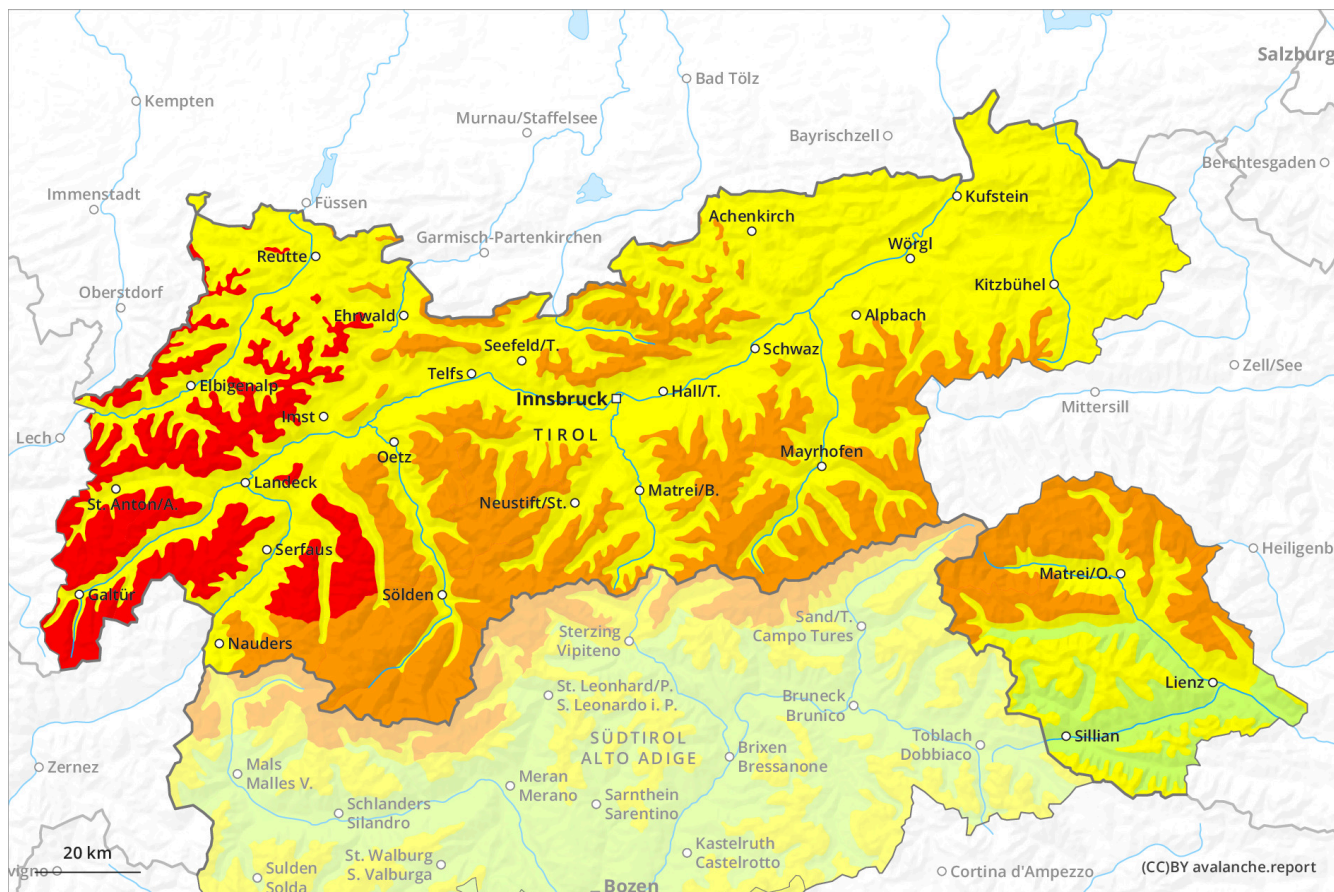 Salzburg
Bad Tölz
Kempten
Murnau/Staffelsee
Bayrischzell
Berchtesgaden
Immenstadt
Füssen
Kufstein
Achenkirch
Garmisch-Partenkirchen
Wörgl
Reutte
Kitzbühel
Oberstdorf
Ehrwald
Alpbach
Seefeld/T.
Schwaz
Zell/See
Telfs
Elbigenalp
Hall/T.
Innsbruck
Mittersill
Imst
TIROL
Lech
Oetz
Mayrhofen
Landeck
Matrei/B.
St. Anton/A.
Neustift/St.
Serfaus
Heiligenb
Matrei/O.
Galtür
Sölden
Sand/T.
Campo Tures
Nauders
Sterzing
Vipiteno
Lienz
St. Leonhard/P.
S. Leonardo i. P.
Bruneck
Brunico
SÜDTIROL
ALTO ADIGE
Toblach
Dobbiaco
Sillian
Brixen
Bressanone
Zernez
Mals
Malles V.
Meran
Merano
Sarnthein
Sarentino
Schlanders
Silandro
20 km
Kastelruth
Castelrotto
St. Walburg
S. Valburga
vigno
Sulden
Solda
Bozen
Cortina d'Ampezzo
(CC)BY avalanche.report